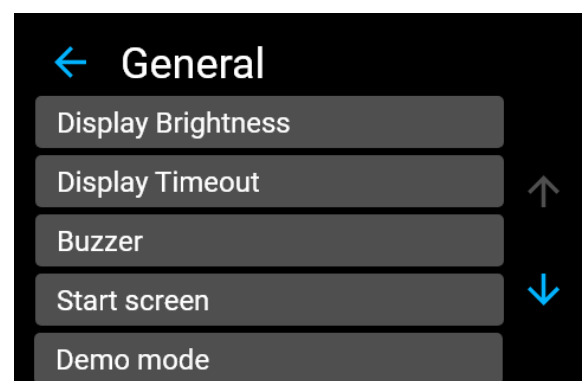 General
Display Brightness
Display Timeout
Buzzer
Start screen
Demo mode